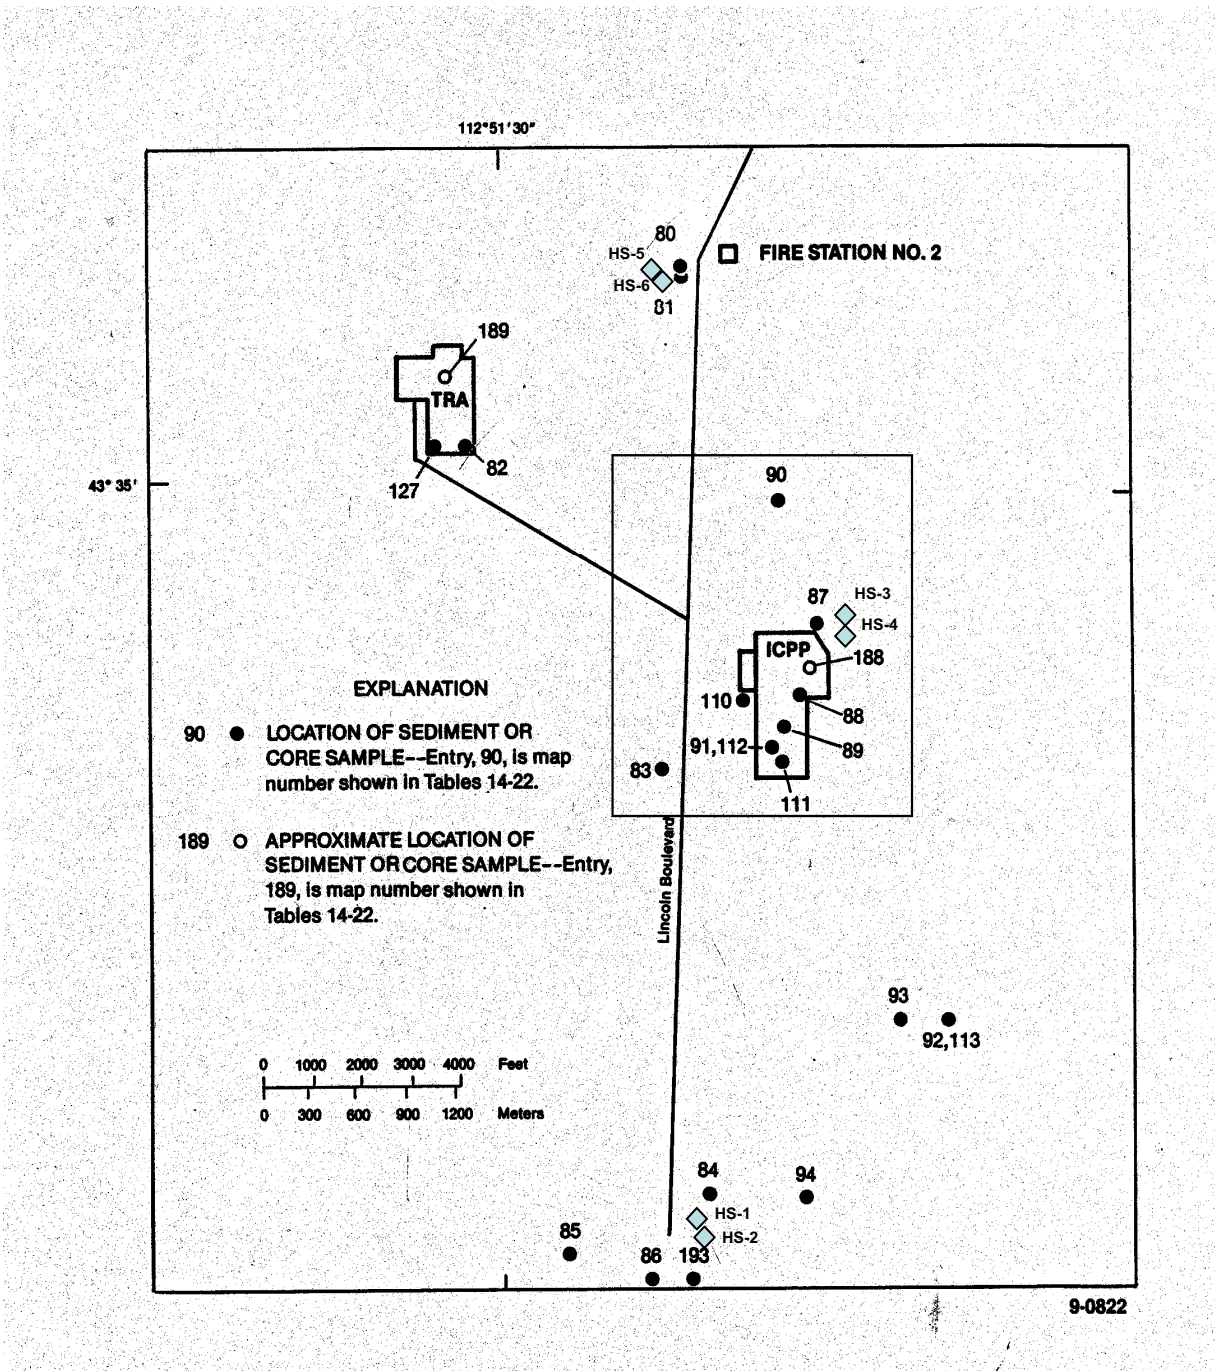 112°51'30"
80
HS-5
FIRE STATION NO. 2
HS-6
81
189
TRA
82
127
43° 35'
90
87
HS-3
HS-4
ICPP
188
110
88
91,112
89
83
111
EXPLANATION
90 LOCATION OF SEDIMENT OR
CORE SAMPLE--Entry, 90, is map
number shown in Tables 14-22.
189 APPROXIMATE LOCATION OF
SEDIMENT OR CORE SAMPLE--Entry,
189, is map number shown in
Tables 14-22.
Lincoln Boulevard
93
92,113
0 1000 2000 3000 4000 Feet
0 300 600 900 1200 Meters
84
94
HS-1
HS-2
85
86
193
9-0822